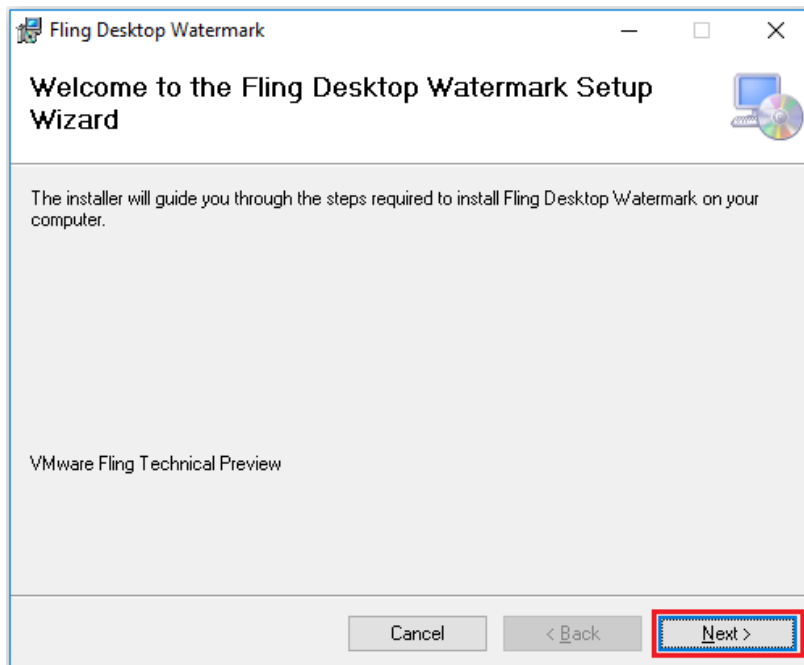 Fling Desktop Watermark
Welcome to the Fling Desktop Watermark Setup
Wizard
The installer will guide you through the steps required to install Fling Desktop Watermark on your
computer.
VMware Fling Technical Preview
Cancel
< Back
Next >